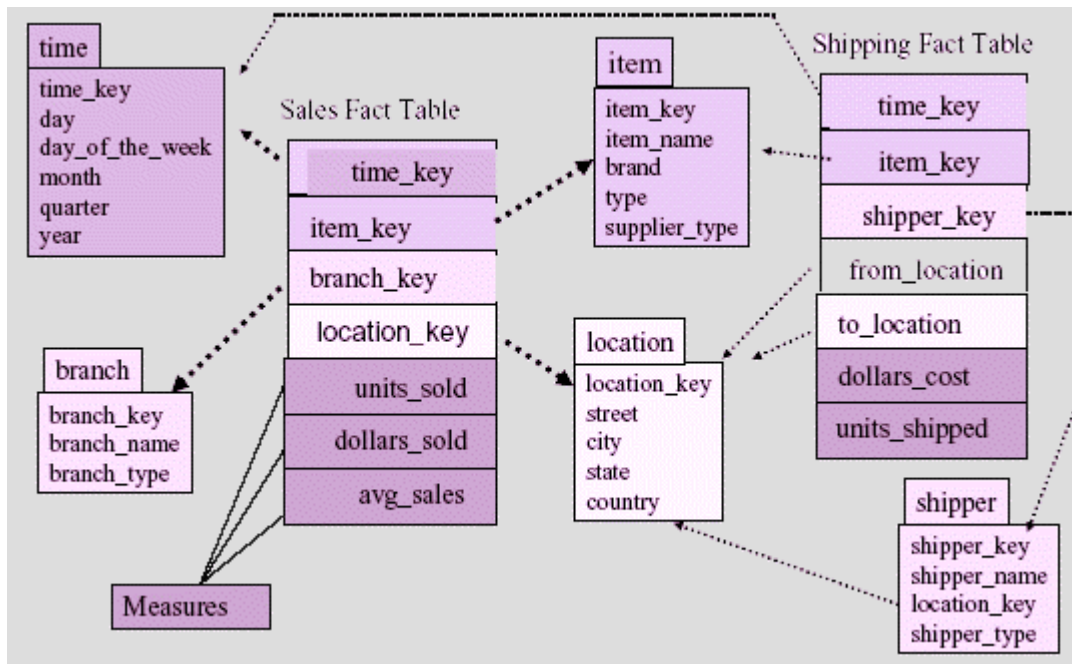 time
time_key
day
day_of_the_week
month
quarter
year
Sales Fact Table
time_key
item_key
branch_key
location_key
units_sold
dollars_sold
avg_sales
Measures
branch
branch_key
branch_name
branch_type
item
item_key
item_name
brand
type
supplier_type
location
location_key
street
city
state
country
Shipping Fact Table
time_key
item_key
shipper_key
from_location
to_location
dollars_cost
units_shipped
shipper
shipper_key
shipper_name
location_key
shipper_type